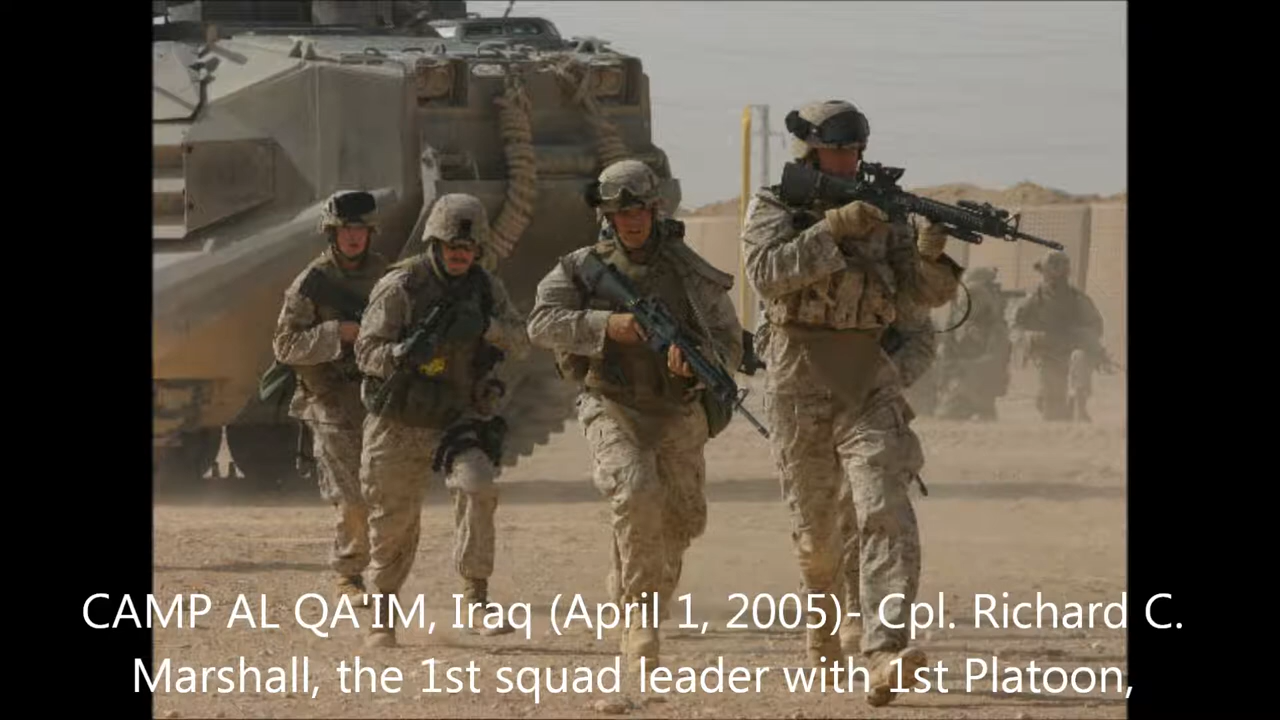 CAMP AL QA'IM, Iraq (April 1, 2005)- Cpl. Richard C.
Marshall, the 1st squad leader with 1st Platoon,